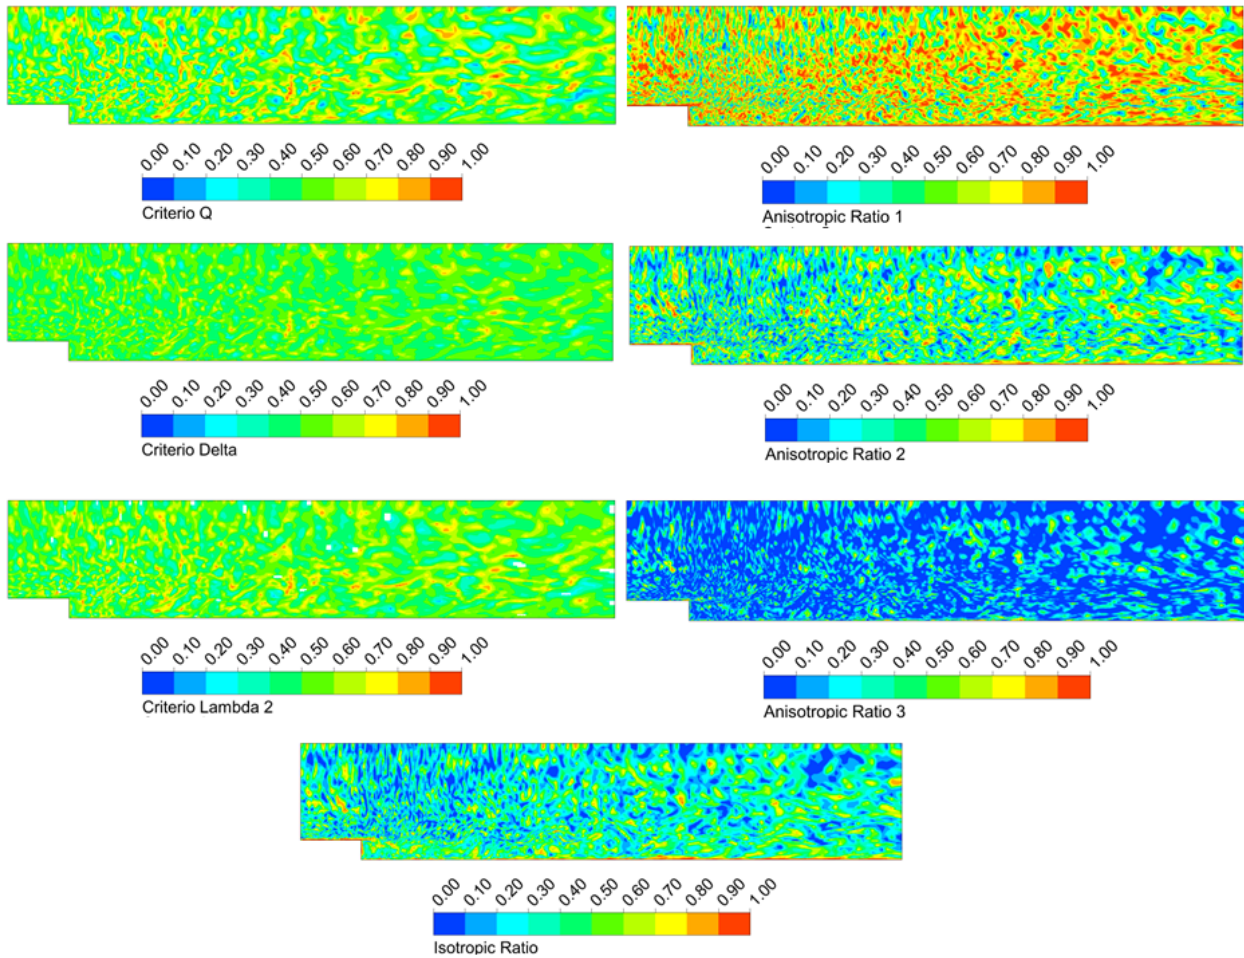 0.00 0.10 0.20 0.30 0.40 0.50 0.60 0.70 0.80 0.90 1.00
Criterio Q
0.00 0.10 0.20 0.30 0.40 0.50 0.60 0.70 0.80 0.90 1.00
Anisotropic Ratio 1
0.00 0.10 0.20 0.30 0.40 0.50 0.60 0.70 0.80 0.90 1.00
Criterio Delta
0.00 0.10 0.20 0.30 0.40 0.50 0.60 0.70 0.80 0.90 1.00
Anisotropic Ratio 2
0.00 0.10 0.20 0.30 0.40 0.50 0.60 0.70 0.80 0.90 1.00
Criterio Lambda 2
0.00 0.10 0.20 0.30 0.40 0.50 0.60 0.70 0.80 0.90 1.00
Anisotropic Ratio 3
0.00 0.10 0.20 0.30 0.40 0.50 0.60 0.70 0.80 0.90 1.00
Isotropic Ratio